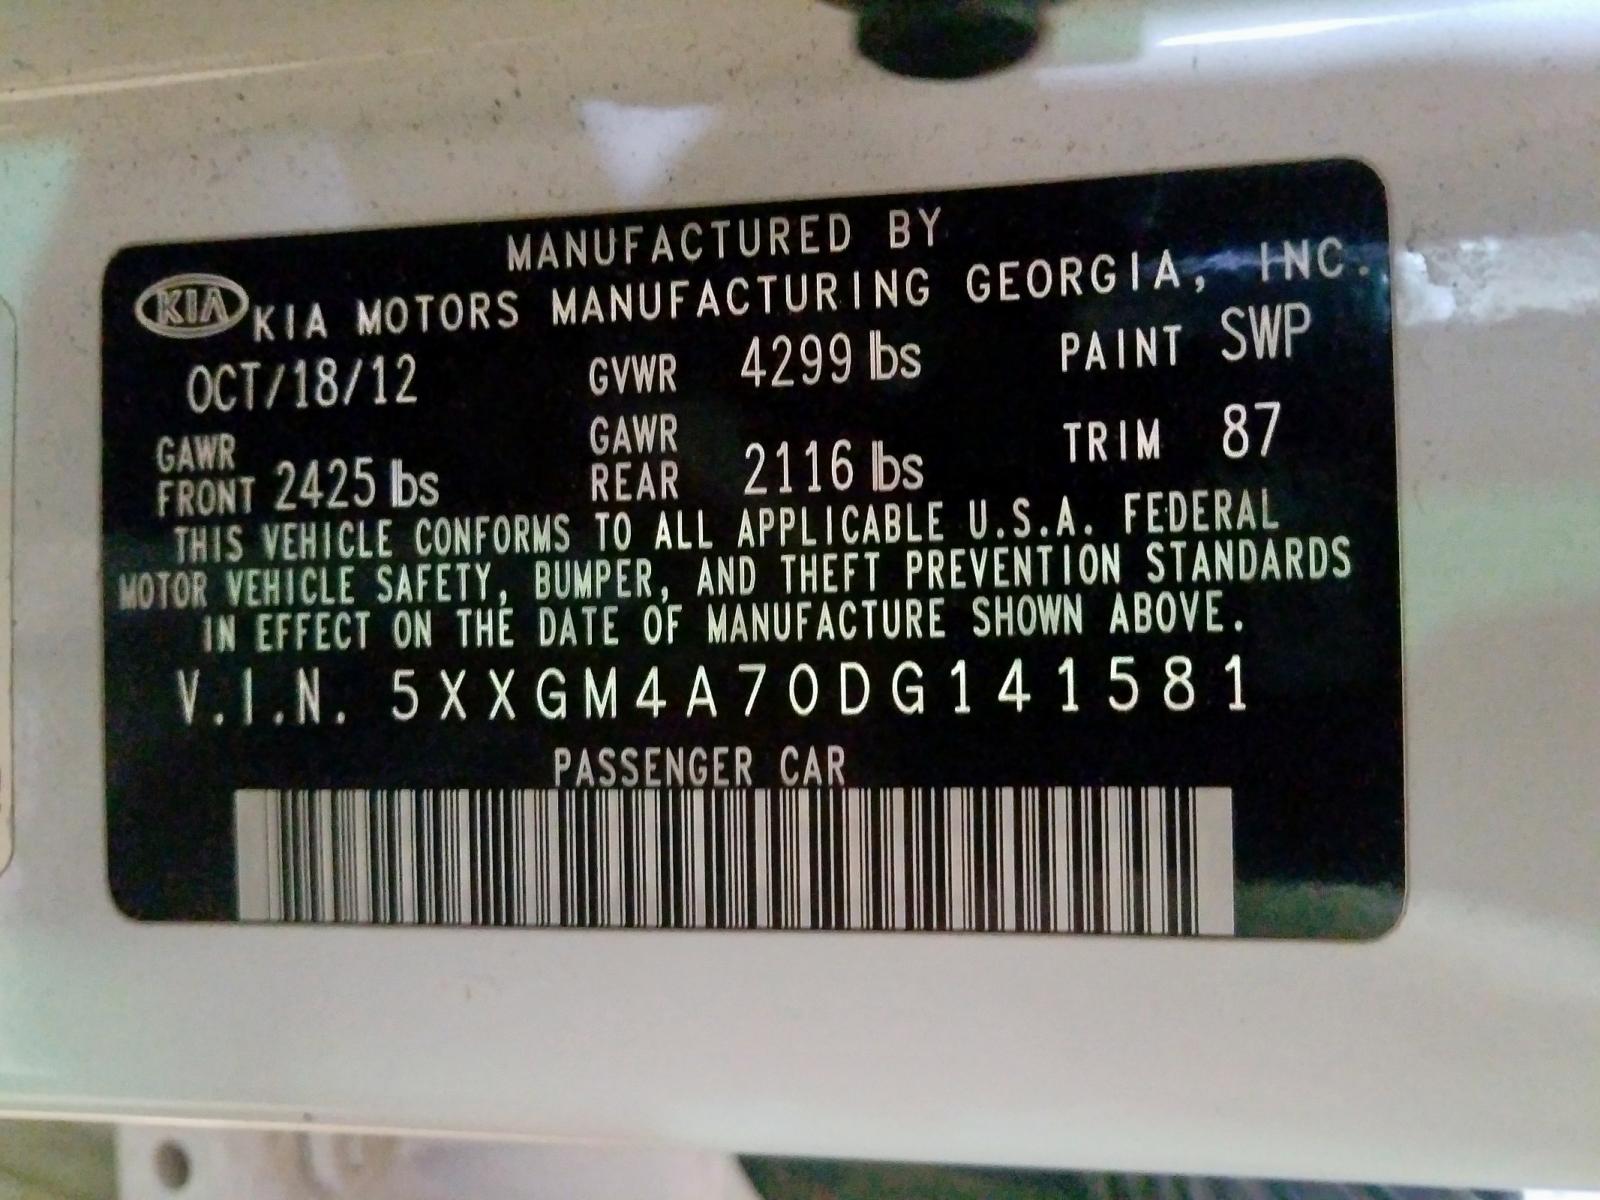 MANUFACTURED BY
KIA KIA MOTORS MANUFACTURING GEORGIA, INC.
OCT/18/12 GVWR 4299 lbs PAINT SWP
GAWR FRONT 2425 lbs GAWR REAR 2116 lbs TRIM 87
THIS VEHICLE CONFORMS TO ALL APPLICABLE U.S.A. FEDERAL
MOTOR VEHICLE SAFETY, BUMPER, AND THEFT PREVENTION STANDARDS
IN EFFECT ON THE DATE OF MANUFACTURE SHOWN ABOVE.
V.I.N. 5XXGM4A70DG141581
PASSENGER CAR